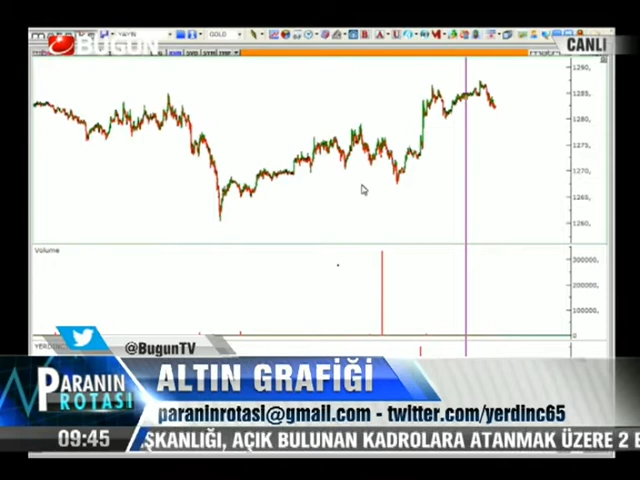 YAYIN
GOLD
BUGÜN
CANLI
1290,
1285,
1280,
1275,
1270,
1265,
1260,
Volume
300000,
200000,
100000,
0
@BugunTV
ALTIN GRAFİĞİ
PARANIN
ROTASI
paraninrotasi@gmail.com - twitter.com/yerdinc65
09:45
ŞKANLIĞI, AÇIK BULUNAN KADROLARA ATANMAK ÜZERE 2